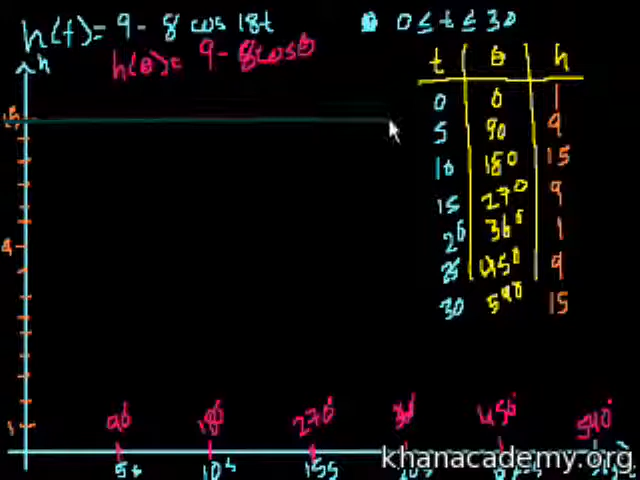 h(t)= 9 - 8 cos 18t
0 ≤ t ≤ 30
h(θ)= 9 - 8cosθ
h
t θ h
0 0 1
5 90 9
10 180 15
15 270 9
20 360 1
25 450 9
30 540 15
15
9
1
90° 180° 270° 360° 450° 540°
5s 10s 15s 20s
khanacademy.org